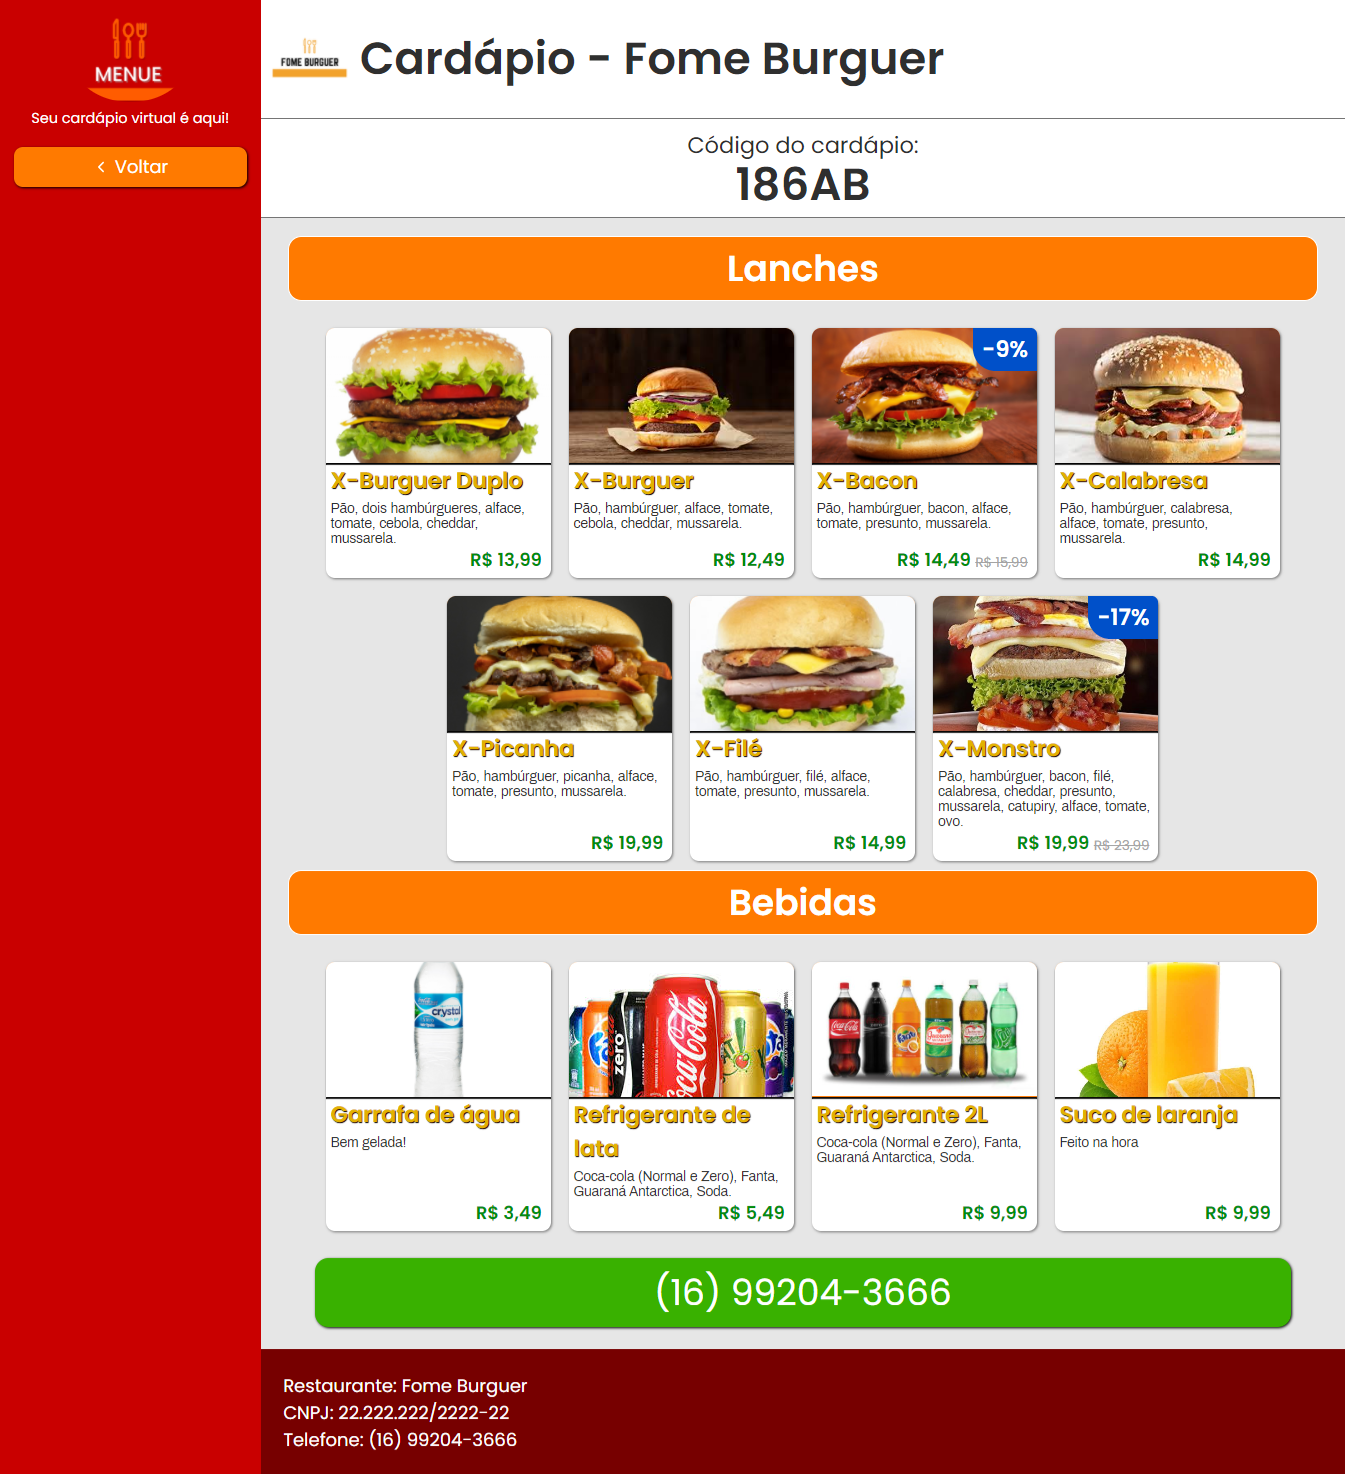 MENUE
Seu cardápio virtual é aqui!
Voltar
FOME BURGUER
Cardápio - Fome Burguer
Código do cardápio:
186AB
Lanches
X-Burguer Duplo
Pão, dois hambúrgueres, alface,
tomate, cebola, cheddar,
mussarela.
R$ 13,99
X-Burguer
Pão, hambúrguer, alface, tomate,
cebola, cheddar, mussarela.
R$ 12,49
-9%
X-Bacon
Pão, hambúrguer, bacon, alface,
tomate, presunto, mussarela.
R$ 14,49 R$ 15,99
X-Calabresa
Pão, hambúrguer, calabresa,
alface, tomate, presunto,
mussarela.
R$ 14,99
X-Picanha
Pão, hambúrguer, picanha, alface,
tomate, presunto, mussarela.
R$ 19,99
X-Filé
Pão, hambúrguer, filé, alface,
tomate, presunto, mussarela.
R$ 14,99
-17%
X-Monstro
Pão, hambúrguer, bacon, filé,
calabresa, cheddar, presunto,
mussarela, catupiry, alface, tomate,
ovo.
R$ 19,99 R$ 23,99
Bebidas
crystal
Garrafa de água
Bem gelada!
R$ 3,49
zero
Coca-Cola
Refrigerante de
lata
Coca-cola (Normal e Zero), Fanta,
Guaraná Antarctica, Soda.
R$ 5,49
Coca-Cola
Refrigerante 2L
Coca-cola (Normal e Zero), Fanta,
Guaraná Antarctica, Soda.
R$ 9,99
Suco de laranja
Feito na hora
R$ 9,99
(16) 99204-3666
Restaurante: Fome Burguer
CNPJ: 22.222.222/2222-22
Telefone: (16) 99204-3666